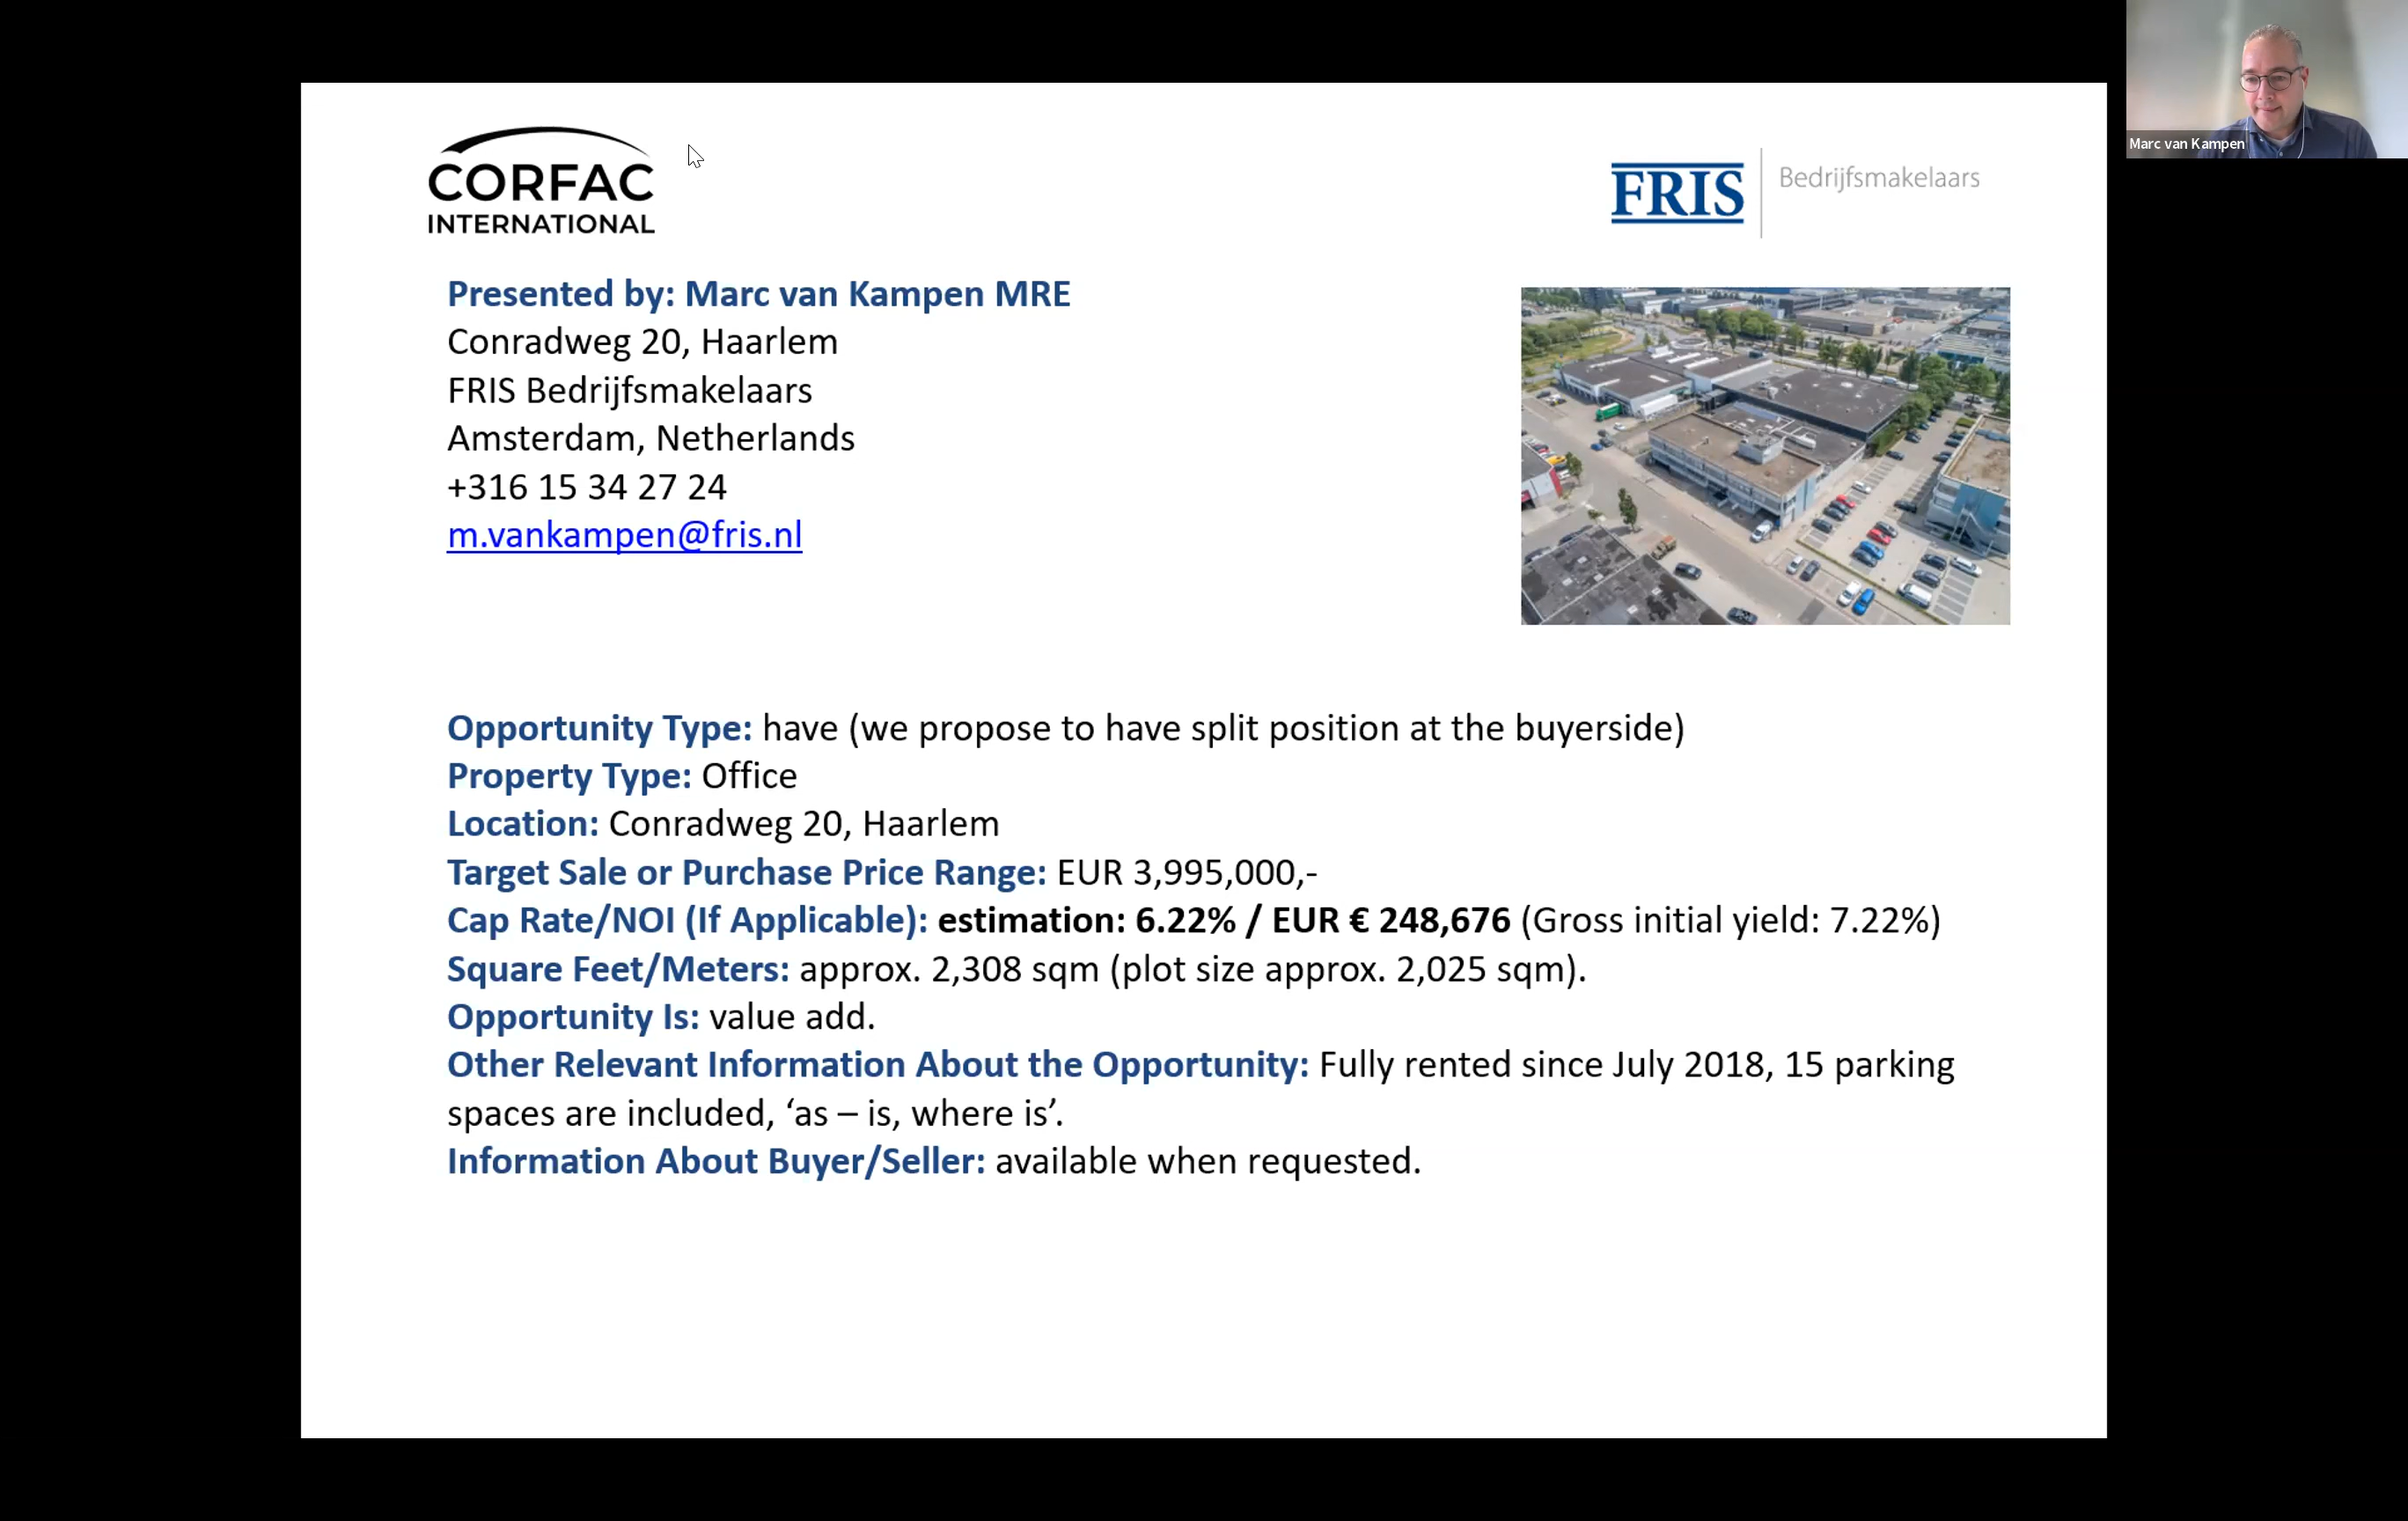 Marc van Kampen
CORFAC
INTERNATIONAL
FRIS
Bedrijfsmakelaars
Presented by: Marc van Kampen MRE
Conradweg 20, Haarlem
FRIS Bedrijfsmakelaars
Amsterdam, Netherlands
+316 15 34 27 24
m.vankampen@fris.nl
Opportunity Type: have (we propose to have split position at the buyerside)
Property Type: Office
Location: Conradweg 20, Haarlem
Target Sale or Purchase Price Range: EUR 3,995,000,-
Cap Rate/NOI (If Applicable): estimation: 6.22% / EUR € 248,676 (Gross initial yield: 7.22%)
Square Feet/Meters: approx. 2,308 sqm (plot size approx. 2,025 sqm).
Opportunity Is: value add.
Other Relevant Information About the Opportunity: Fully rented since July 2018, 15 parking
spaces are included, ‘as – is, where is’.
Information About Buyer/Seller: available when requested.